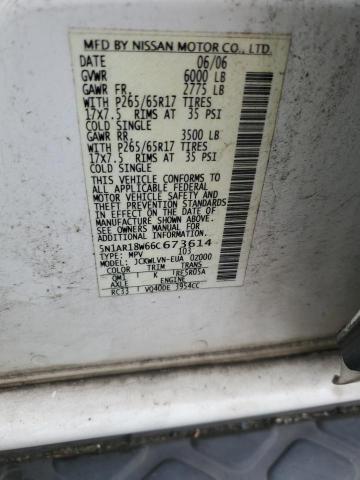 MFD BY NISSAN MOTOR CO., LTD.
DATE 06/06
GVWR 6000 LB
GAWR FR. 2775 LB
WITH P265/65R17 TIRES
17X7.5 RIMS AT 35 PSI
COLD SINGLE
GAWR RR. 3500 LB
WITH P265/65R17 TIRES
17X7.5 RIMS AT 35 PSI
COLD SINGLE
THIS VEHICLE CONFORMS TO ALL
APPLICABLE FEDERAL
MOTOR VEHICLE SAFETY
STANDARDS IN EFFECT ON THE DATE OF
MANUFACTURE SHOWN ABOVE.
SEE OWNERS MANUAL FOR
ADDITIONAL INFORMATION
5N1AR18W66C673614
TYPE: MPV 103
MODEL: JCKWLVN-EUA 0Z000
COLOR TRIM TRANS
QM1 K RE5R05A
AXLE ENGINE
RC33 VQ40DE 3954CC